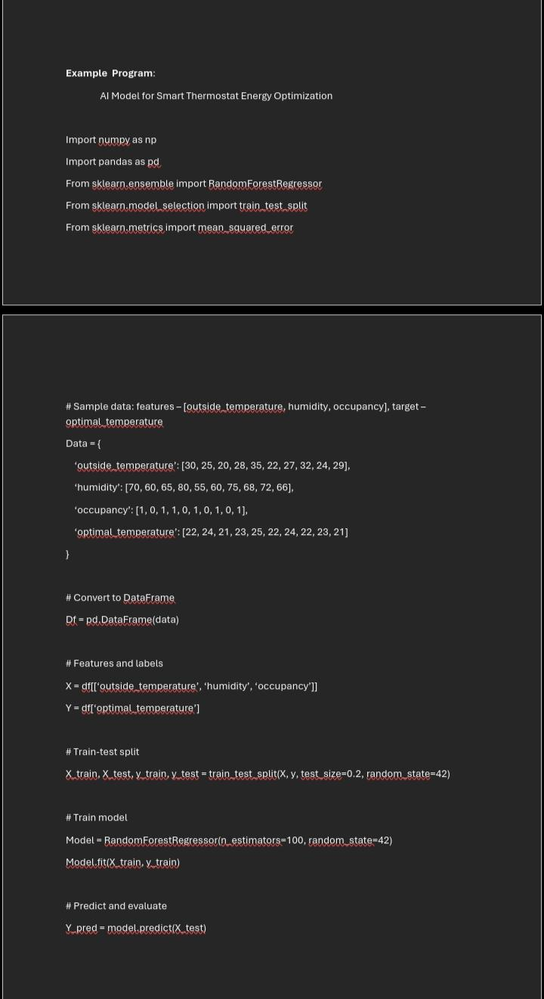 Example  Program:
AI Model for Smart Thermostat Energy Optimization
Import numpy as np
Import pandas as pd
From sklearn.ensemble import RandomForestRegressor
From sklearn.model_selection import train_test_split
From sklearn.metrics import mean_squared_error
# Sample data: features – [outside_temperature, humidity, occupancy], target –
optimal_temperature
Data = {
‘outside_temperature’: [30, 25, 20, 28, 35, 22, 27, 32, 24, 29],
‘humidity’: [70, 60, 65, 80, 55, 60, 75, 68, 72, 66],
‘occupancy’: [1, 0, 1, 1, 0, 1, 0, 1, 0, 1],
‘optimal_temperature’: [22, 24, 21, 23, 25, 22, 24, 22, 23, 21]
}
# Convert to DataFrame
Df = pd.DataFrame(data)
# Features and labels
X = df[[‘outside_temperature’, ‘humidity’, ‘occupancy’]]
Y = df[‘optimal_temperature’]
# Train-test split
X_train, X_test, y_train, y_test = train_test_split(X, y, test_size=0.2, random_state=42)
# Train model
Model = RandomForestRegressor(n_estimators=100, random_state=42)
Model.fit(X_train, y_train)
# Predict and evaluate
Y_pred = model.predict(X_test)